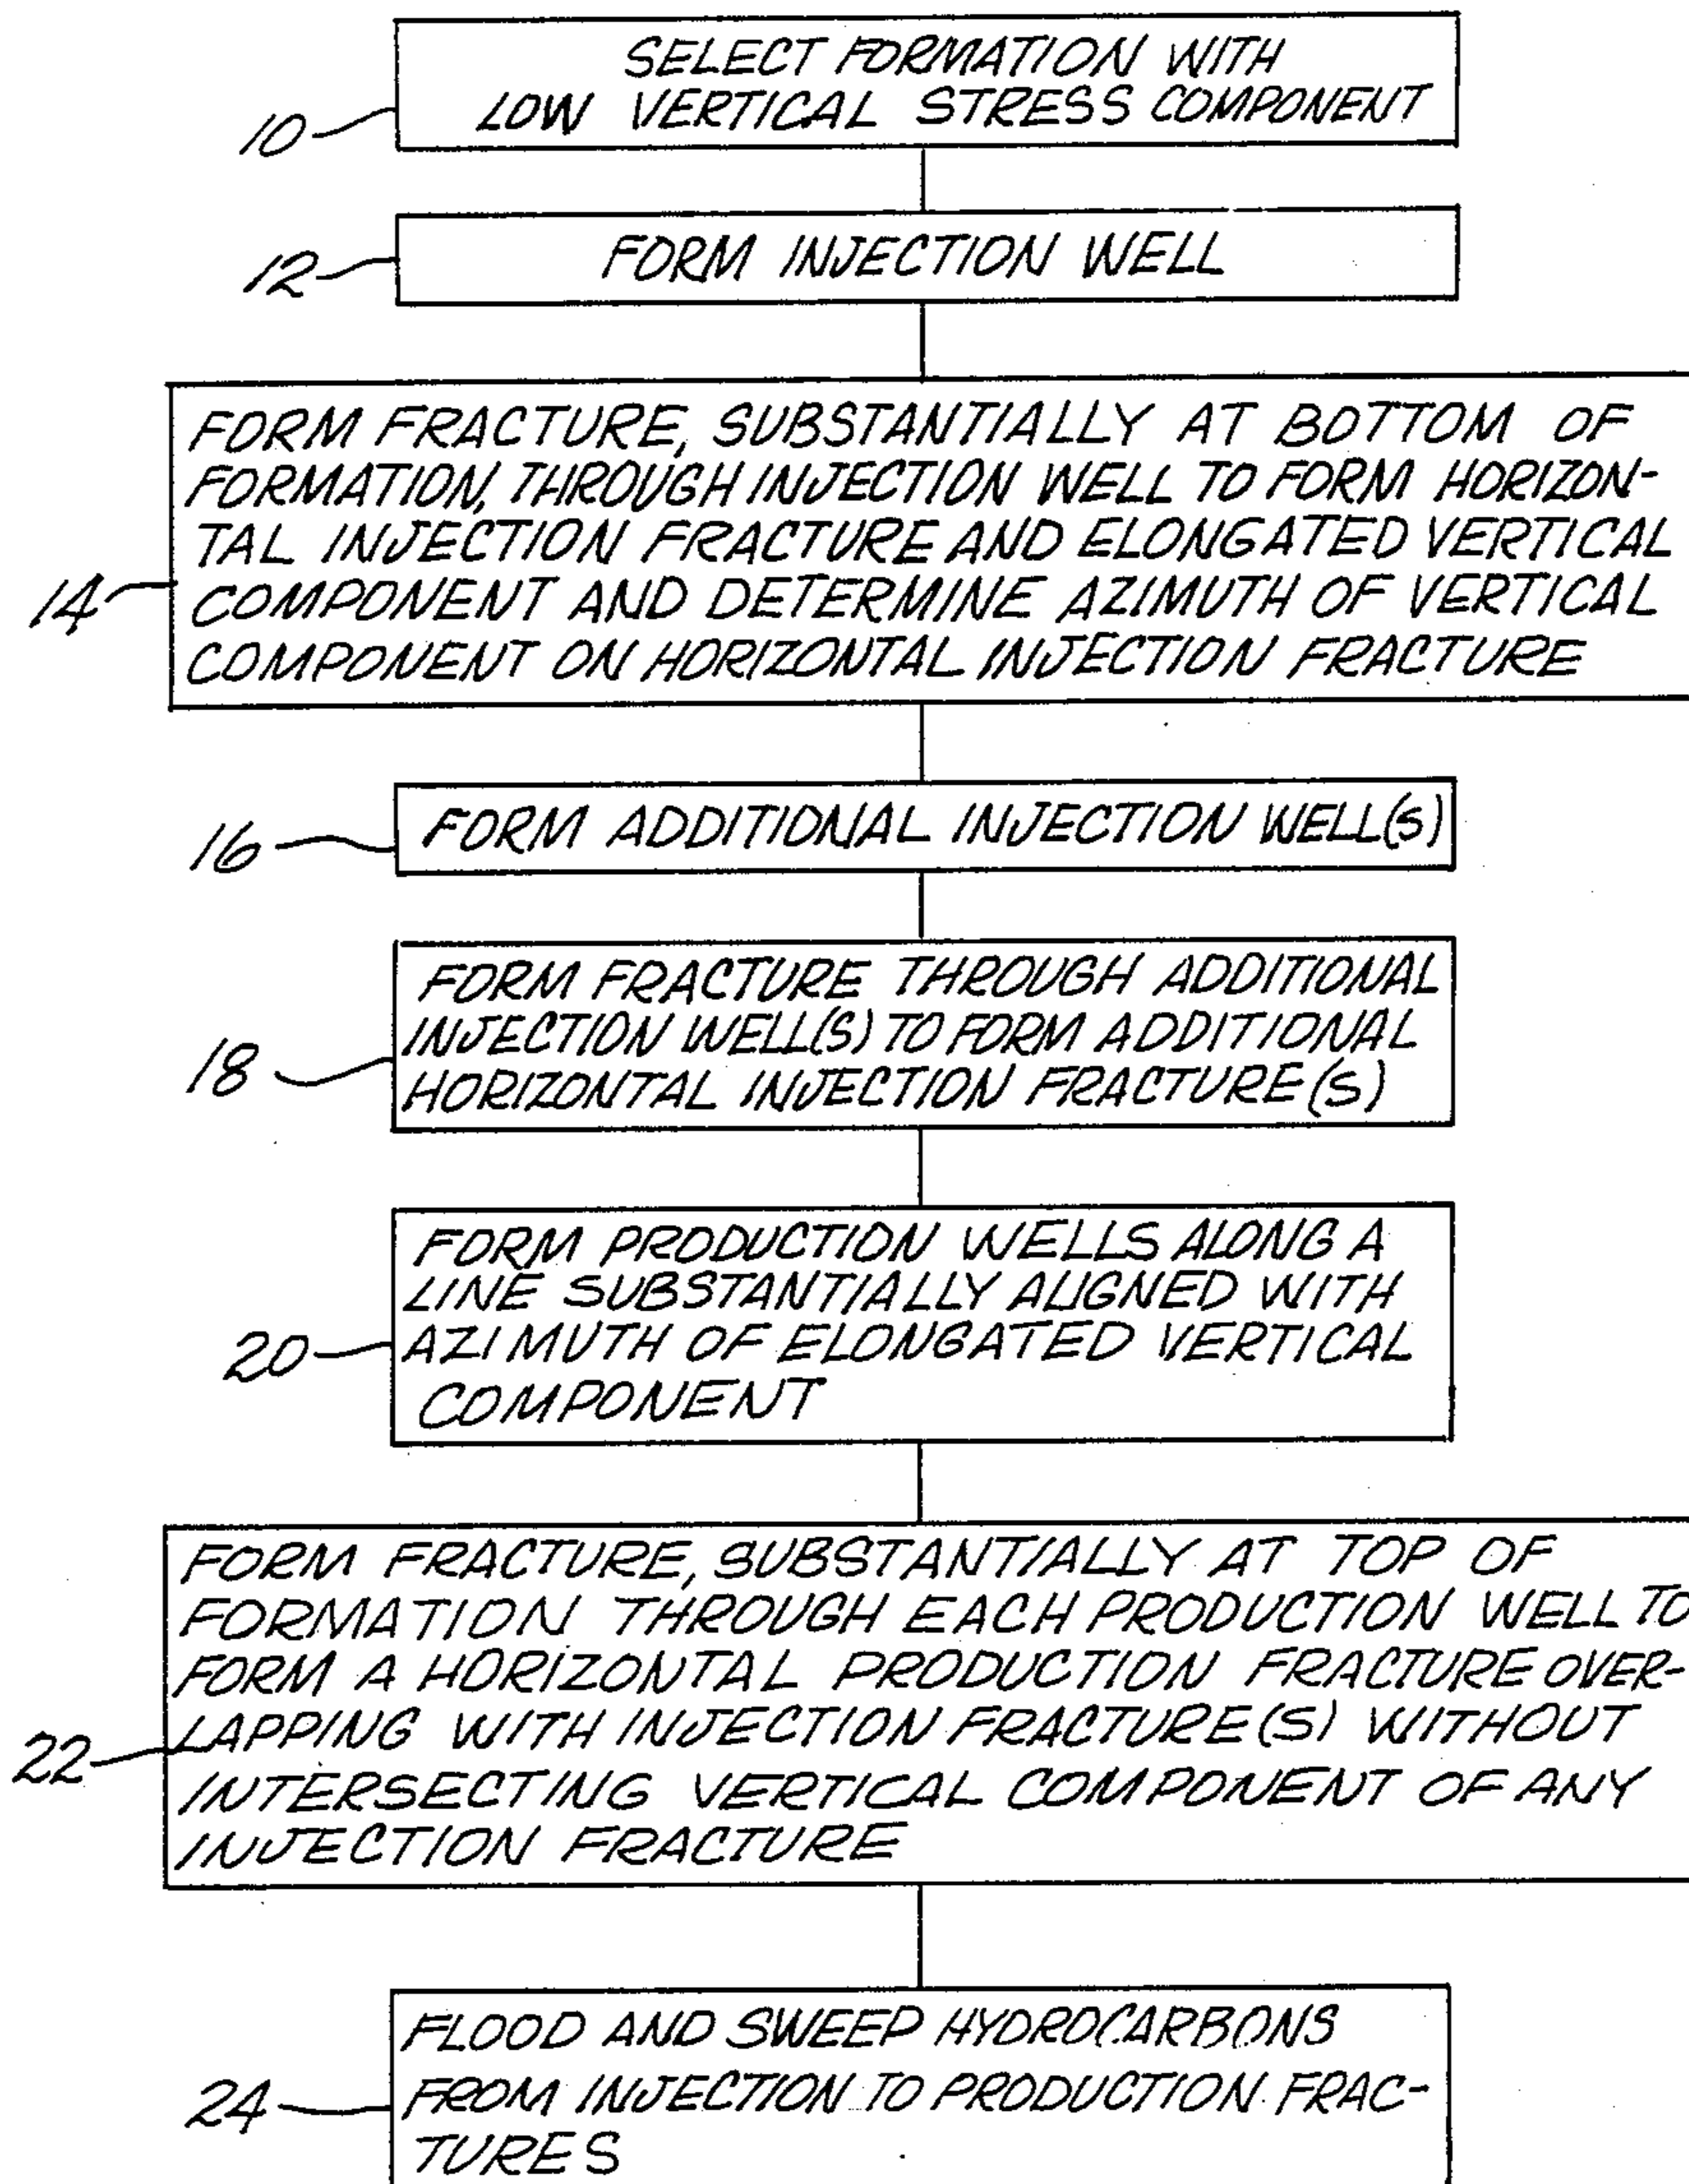 SELECT FORMATION WITH
LOW VERTICAL STRESS COMPONENT
10
FORM INJECTION WELL
12
FORM FRACTURE, SUBSTANTIALLY AT BOTTOM OF
FORMATION, THROUGH INJECTION WELL TO FORM HORIZON-
TAL INJECTION FRACTURE AND ELONGATED VERTICAL
COMPONENT AND DETERMINE AZIMUTH OF VERTICAL
COMPONENT ON HORIZONTAL INJECTION FRACTURE
14
FORM ADDITIONAL INJECTION WELL(S)
16
FORM FRACTURE THROUGH ADDITIONAL
INJECTION WELL(S) TO FORM ADDITIONAL
HORIZONTAL INJECTION FRACTURE(S)
18
FORM PRODUCTION WELLS ALONG A
LINE SUBSTANTIALLY ALIGNED WITH
AZIMUTH OF ELONGATED VERTICAL
COMPONENT
20
FORM FRACTURE, SUBSTANTIALLY AT TOP OF
FORMATION THROUGH EACH PRODUCTION WELL TO
FORM A HORIZONTAL PRODUCTION FRACTURE OVER-
LAPPING WITH INJECTION FRACTURE(S) WITHOUT
INTERSECTING VERTICAL COMPONENT OF ANY
INJECTION FRACTURE
22
FLOOD AND SWEEP HYDROCARBONS
FROM INJECTION TO PRODUCTION FRAC-
TURES
24